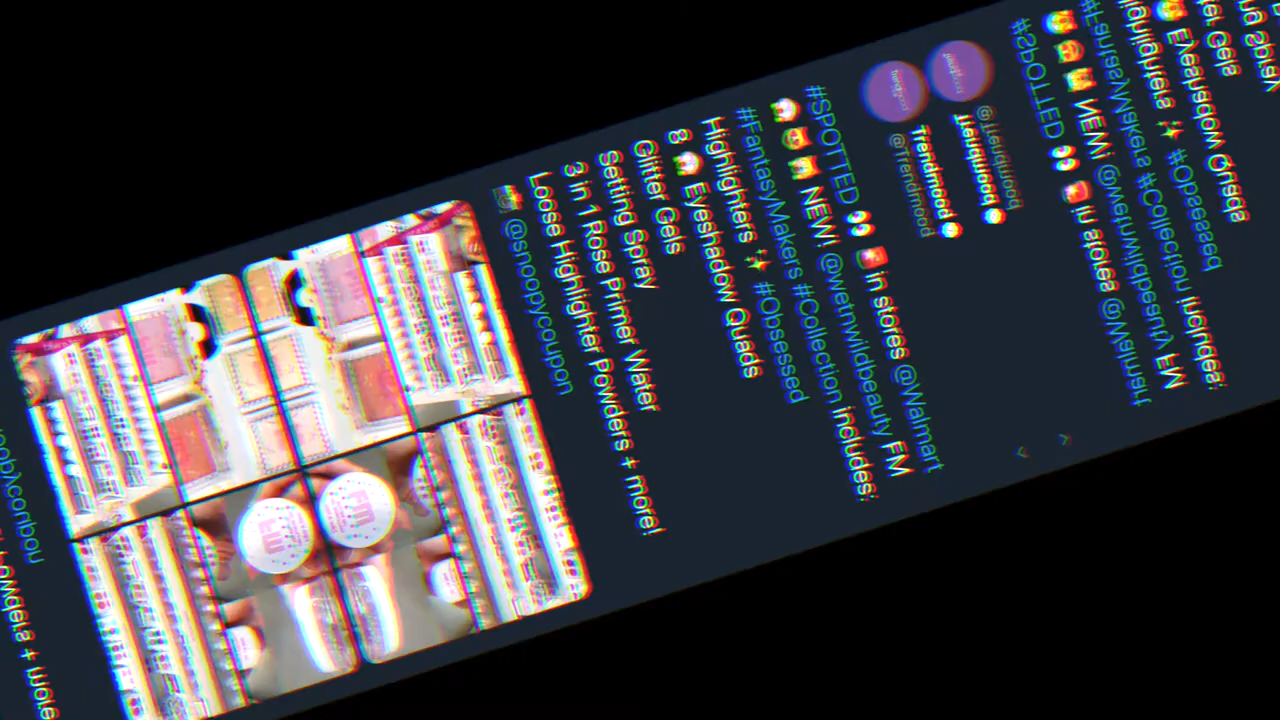 Trendmood
@Trendmood
#SPOTTED 👀 🚨 in stores @Walmart
😱 😍 🙌 NEW! @wetnwildbeauty FM
#FantasyMakers #Collection includes:
Highlighters ✨ #Obsessed
8 😱 Eyeshadow Quads
Glitter Gels
Setting Spray
3 in 1 Rose Primer Water
Loose Highlighter Powders + more!
📷 @snoopycoupon
FM